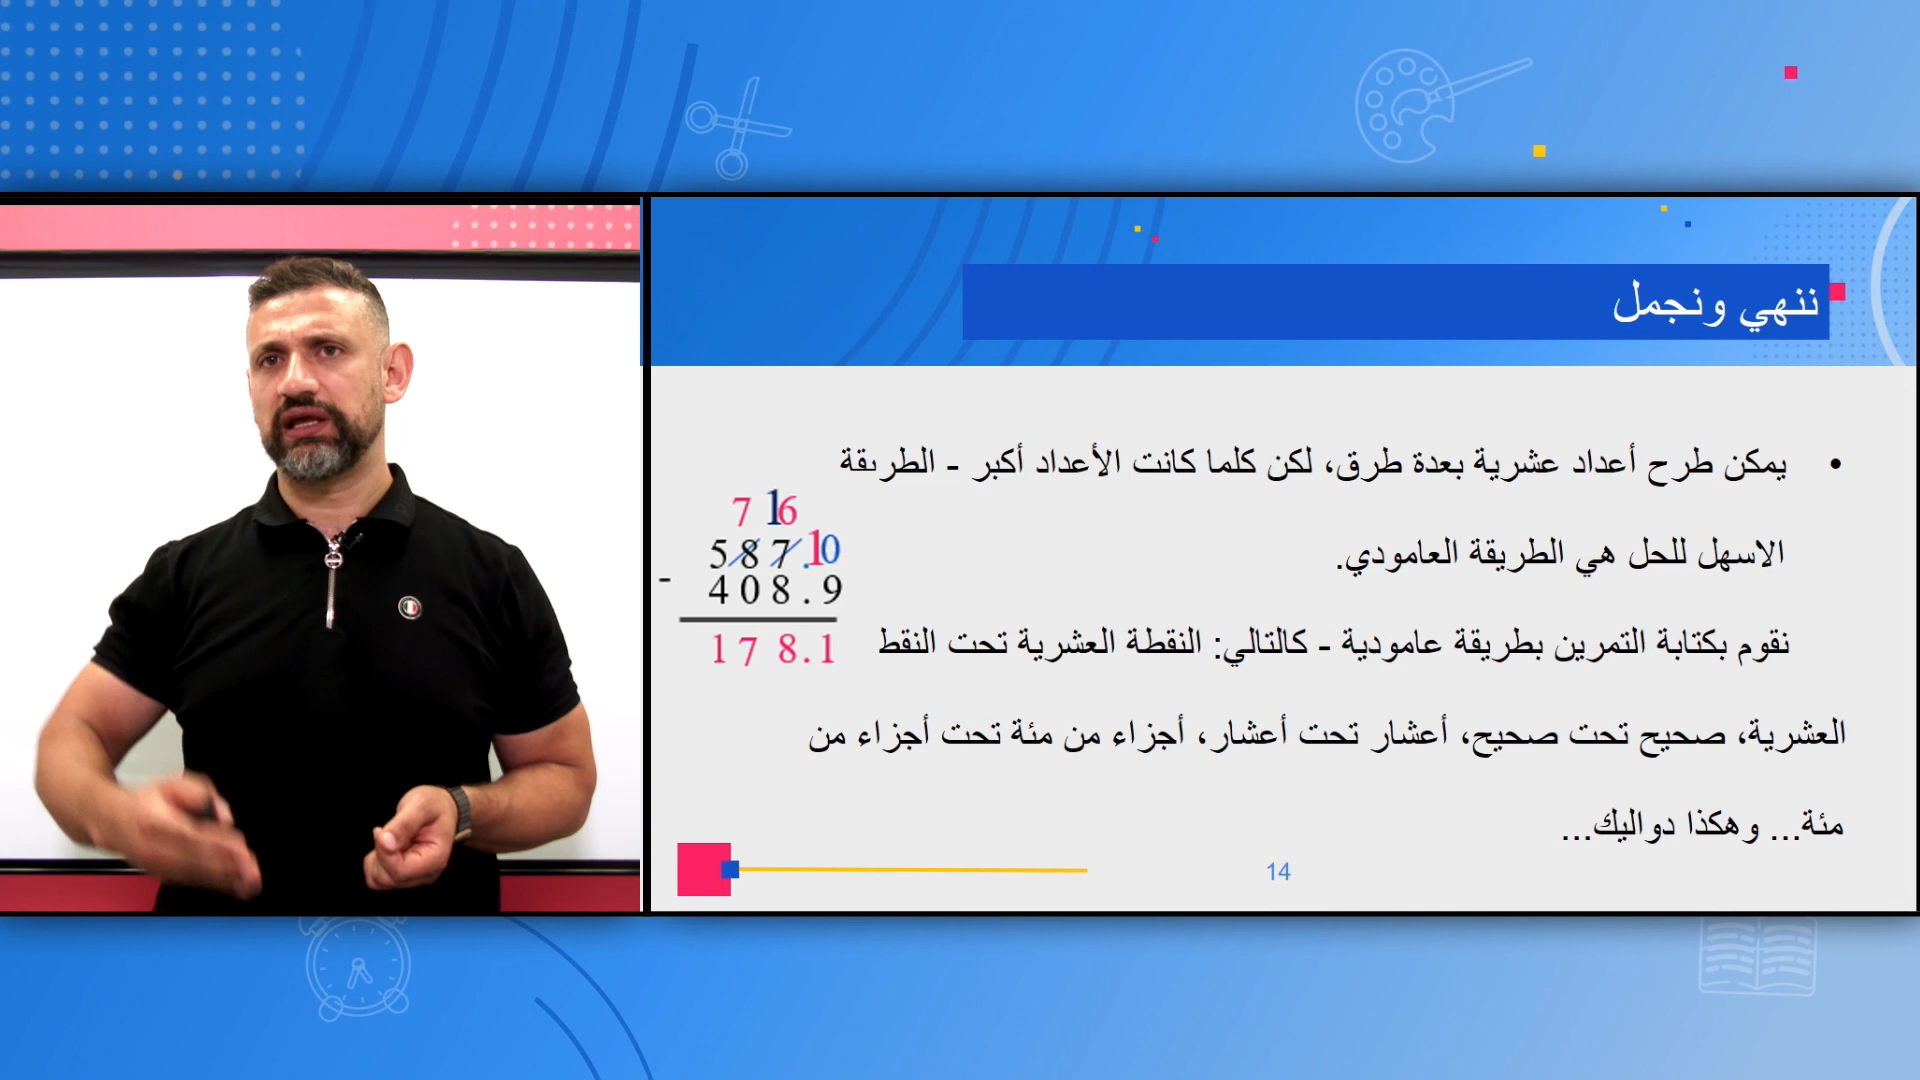 ننهي ونجمل
• يمكن طرح أعداد عشرية بعدة طرق، لكن كلما كانت الأعداد أكبر - الطريقة
الاسهل للحل هي الطريقة العامودي.
نقوم بكتابة التمرين بطريقة عامودية - كالتالي: النقطة العشرية تحت النقط
العشرية، صحيح تحت صحيح، أعشار تحت أعشار، أجزاء من مئة تحت أجزاء من
مئة... وهكذا دواليك...
7 16
587.10
- 408.9
178.1
14